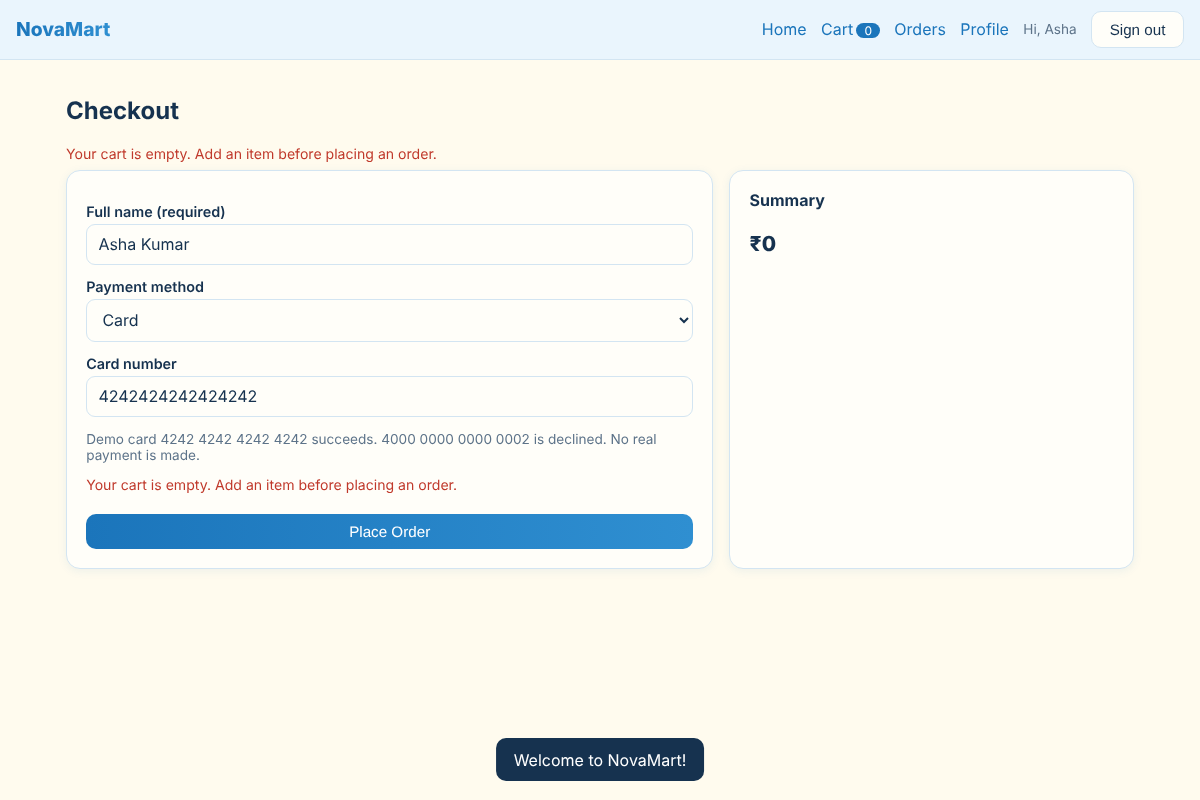 NovaMart
Home Cart 0 Orders Profile Hi, Asha Sign out
Checkout
Your cart is empty. Add an item before placing an order.
Full name (required)
Asha Kumar
Payment method
Card
Card number
4242424242424242
Demo card 4242 4242 4242 4242 succeeds. 4000 0000 0000 0002 is declined. No real
payment is made.
Your cart is empty. Add an item before placing an order.
Place Order
Summary
₹0
Welcome to NovaMart!